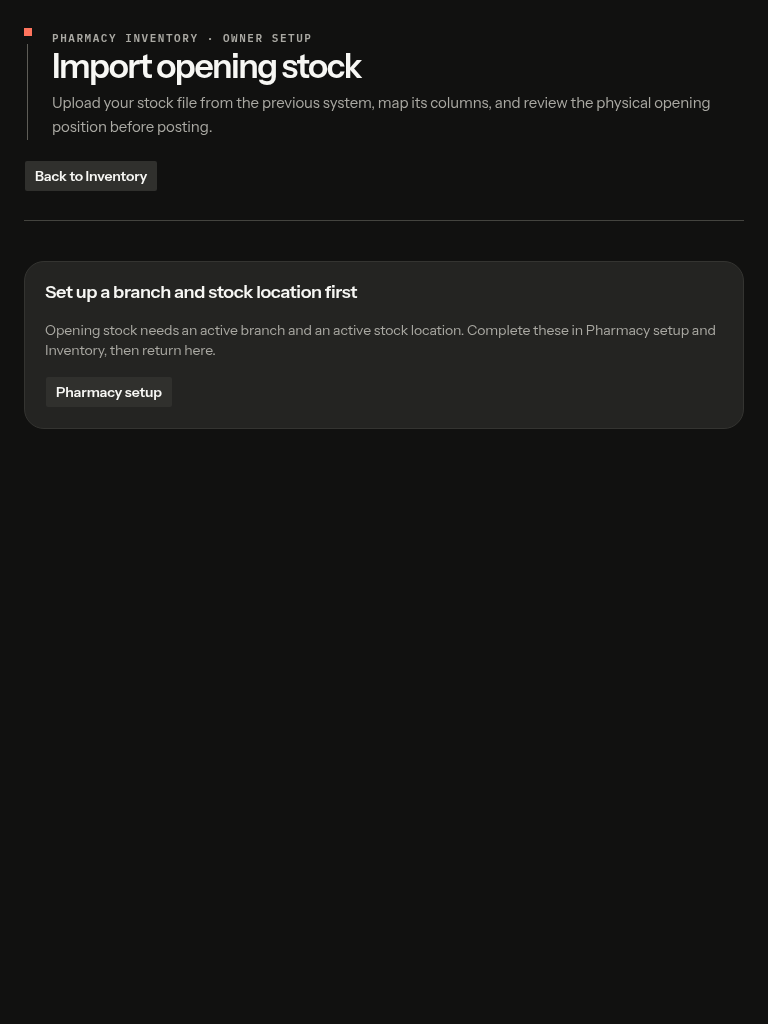 PHARMACY INVENTORY · OWNER SETUP
Import opening stock
Upload your stock file from the previous system, map its columns, and review the physical opening
position before posting.
Back to Inventory
Set up a branch and stock location first
Opening stock needs an active branch and an active stock location. Complete these in Pharmacy setup and
Inventory, then return here.
Pharmacy setup